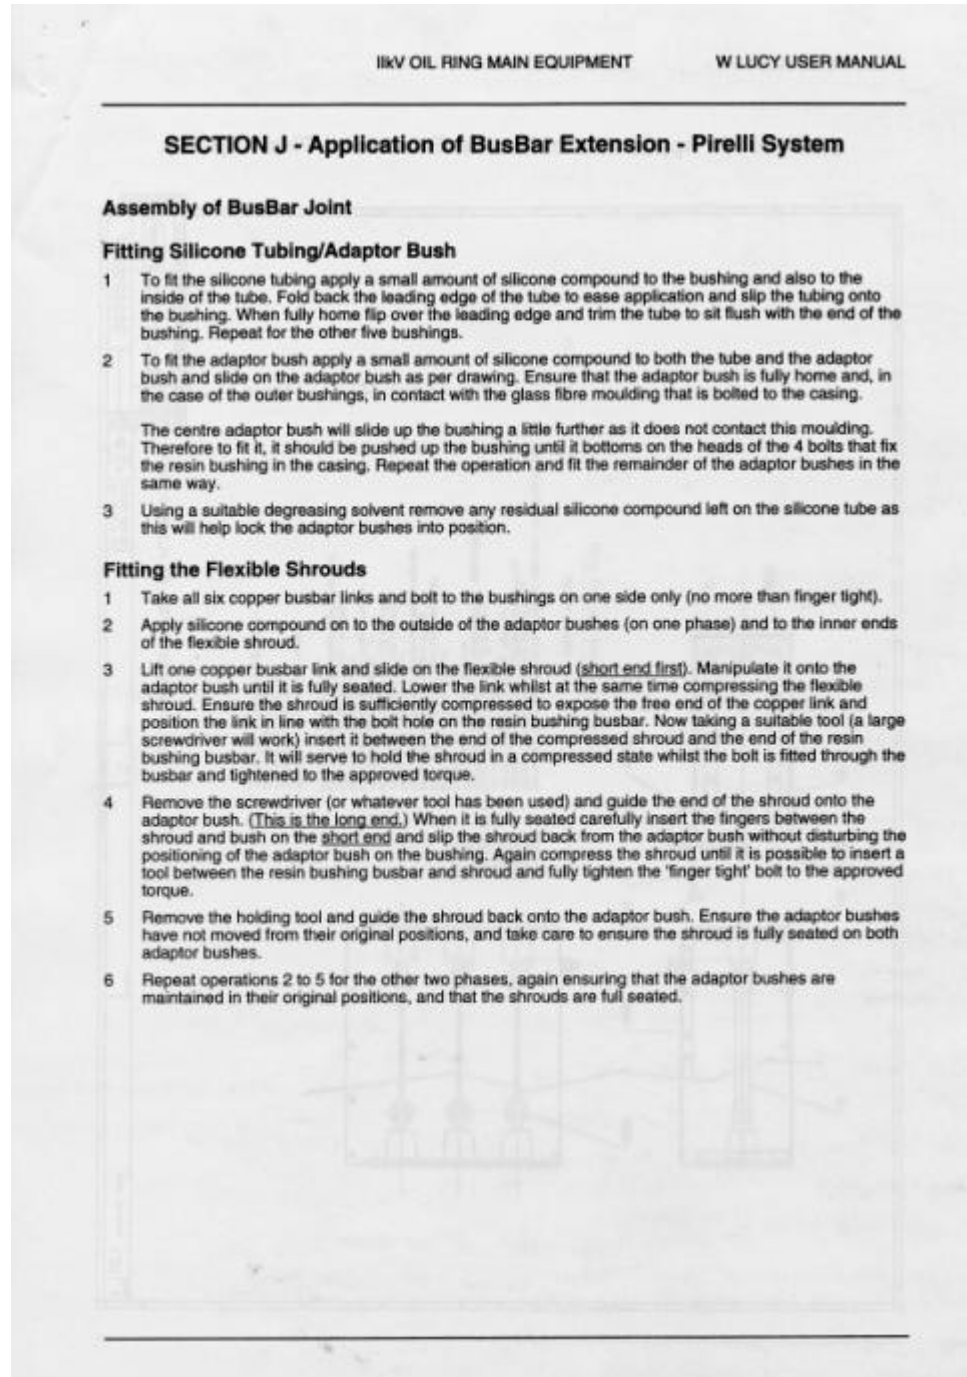 IIkV OIL RING MAIN EQUIPMENT W LUCY USER MANUAL
SECTION J - Application of BusBar Extension - Pirelli System
Assembly of BusBar Joint
Fitting Silicone Tubing/Adaptor Bush
1 To fit the silicone tubing apply a small amount of silicone compound to the bushing and also to the
inside of the tube. Fold back the leading edge of the tube to ease application and slip the tubing onto
the bushing. When fully home flip over the leading edge and trim the tube to sit flush with the end of the
bushing. Repeat for the other five bushings.
2 To fit the adaptor bush apply a small amount of silicone compound to both the tube and the adaptor
bush and slide on the adaptor bush as per drawing. Ensure that the adaptor bush is fully home and, in
the case of the outer bushings, in contact with the glass fibre moulding that is bolted to the casing.
The centre adaptor bush will slide up the bushing a little further as it does not contact this moulding.
Therefore to fit it, it should be pushed up the bushing until it bottoms on the heads of the 4 bolts that fix
the resin bushing in the casing. Repeat the operation and fit the remainder of the adaptor bushes in the
same way.
3 Using a suitable degreasing solvent remove any residual silicone compound left on the silicone tube as
this will help lock the adaptor bushes into position.
Fitting the Flexible Shrouds
1 Take all six copper busbar links and bolt to the bushings on one side only (no more than finger tight).
2 Apply silicone compound on to the outside of the adaptor bushes (on one phase) and to the inner ends
of the flexible shroud.
3 Lift one copper busbar link and slide on the flexible shroud (short end first). Manipulate it onto the
adaptor bush until it is fully seated. Lower the link whilst at the same time compressing the flexible
shroud. Ensure the shroud is sufficiently compressed to expose the free end of the copper link and
position the link in line with the bolt hole on the resin bushing busbar. Now taking a suitable tool (a large
screwdriver will work) insert it between the end of the compressed shroud and the end of the resin
bushing busbar. It will serve to hold the shroud in a compressed state whilst the bolt is fitted through the
busbar and tightened to the approved torque.
4 Remove the screwdriver (or whatever tool has been used) and guide the end of the shroud onto the
adaptor bush. (This is the long end.) When it is fully seated carefully insert the fingers between the
shroud and bush on the short end and slip the shroud back from the adaptor bush without disturbing the
positioning of the adaptor bush on the bushing. Again compress the shroud until it is possible to insert a
tool between the resin bushing busbar and shroud and fully tighten the 'finger tight' bolt to the approved
torque.
5 Remove the holding tool and guide the shroud back onto the adaptor bush. Ensure the adaptor bushes
have not moved from their original positions, and take care to ensure the shroud is fully seated on both
adaptor bushes.
6 Repeat operations 2 to 5 for the other two phases, again ensuring that the adaptor bushes are
maintained in their original positions, and that the shrouds are full seated.